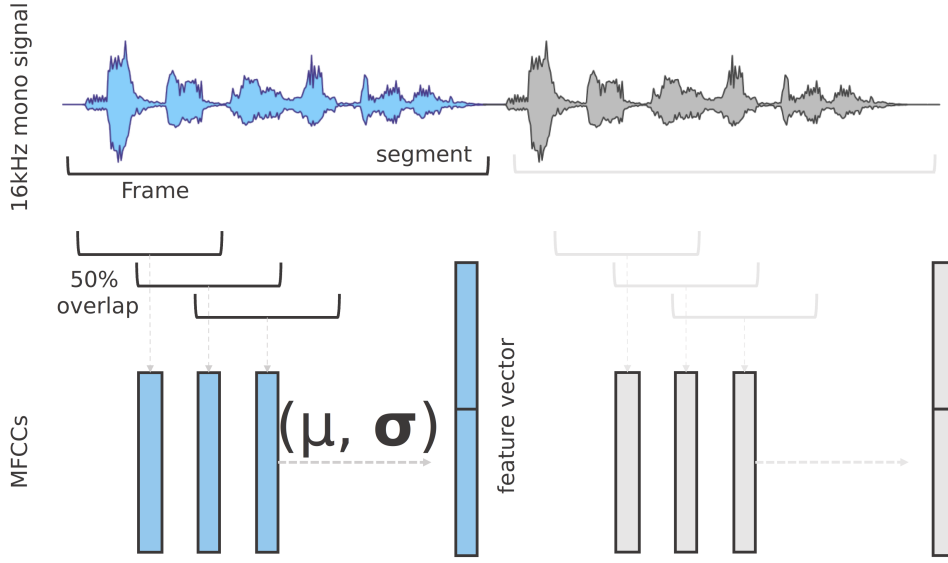 16kHz mono signal
segment
Frame
50%
overlap
MFCCs
(μ, σ)
feature vector